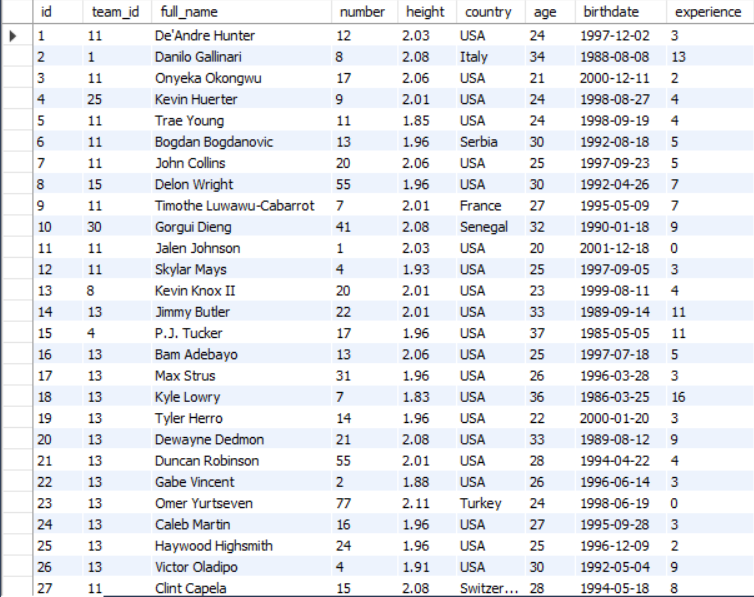 id team_id full_name number height country age birthdate experience
1 11 De'Andre Hunter 12 2.03 USA 24 1997-12-02 3
2 1 Danilo Gallinari 8 2.08 Italy 34 1988-08-08 13
3 11 Onyeka Okongwu 17 2.06 USA 21 2000-12-11 2
4 25 Kevin Huerter 9 2.01 USA 24 1998-08-27 4
5 11 Trae Young 11 1.85 USA 24 1998-09-19 4
6 11 Bogdan Bogdanovic 13 1.96 Serbia 30 1992-08-18 5
7 11 John Collins 20 2.06 USA 25 1997-09-23 5
8 15 Delon Wright 55 1.96 USA 30 1992-04-26 7
9 11 Timothe Luwawu-Cabarrot 7 2.01 France 27 1995-05-09 7
10 30 Gorgui Dieng 41 2.08 Senegal 32 1990-01-18 9
11 11 Jalen Johnson 1 2.03 USA 20 2001-12-18 0
12 11 Skylar Mays 4 1.93 USA 25 1997-09-05 3
13 8 Kevin Knox II 20 2.01 USA 23 1999-08-11 4
14 13 Jimmy Butler 22 2.01 USA 33 1989-09-14 11
15 4 P.J. Tucker 17 1.96 USA 37 1985-05-05 11
16 13 Bam Adebayo 13 2.06 USA 25 1997-07-18 5
17 13 Max Strus 31 1.96 USA 26 1996-03-28 3
18 13 Kyle Lowry 7 1.83 USA 36 1986-03-25 16
19 13 Tyler Herro 14 1.96 USA 22 2000-01-20 3
20 13 Dewayne Dedmon 21 2.08 USA 33 1989-08-12 9
21 13 Duncan Robinson 55 2.01 USA 28 1994-04-22 4
22 13 Gabe Vincent 2 1.88 USA 26 1996-06-14 3
23 13 Omer Yurtseven 77 2.11 Turkey 24 1998-06-19 0
24 13 Caleb Martin 16 1.96 USA 27 1995-09-28 3
25 13 Haywood Highsmith 24 1.96 USA 25 1996-12-09 2
26 13 Victor Oladipo 4 1.91 USA 30 1992-05-04 9
27 11 Clint Capela 15 2.08 Switzer... 28 1994-05-18 8